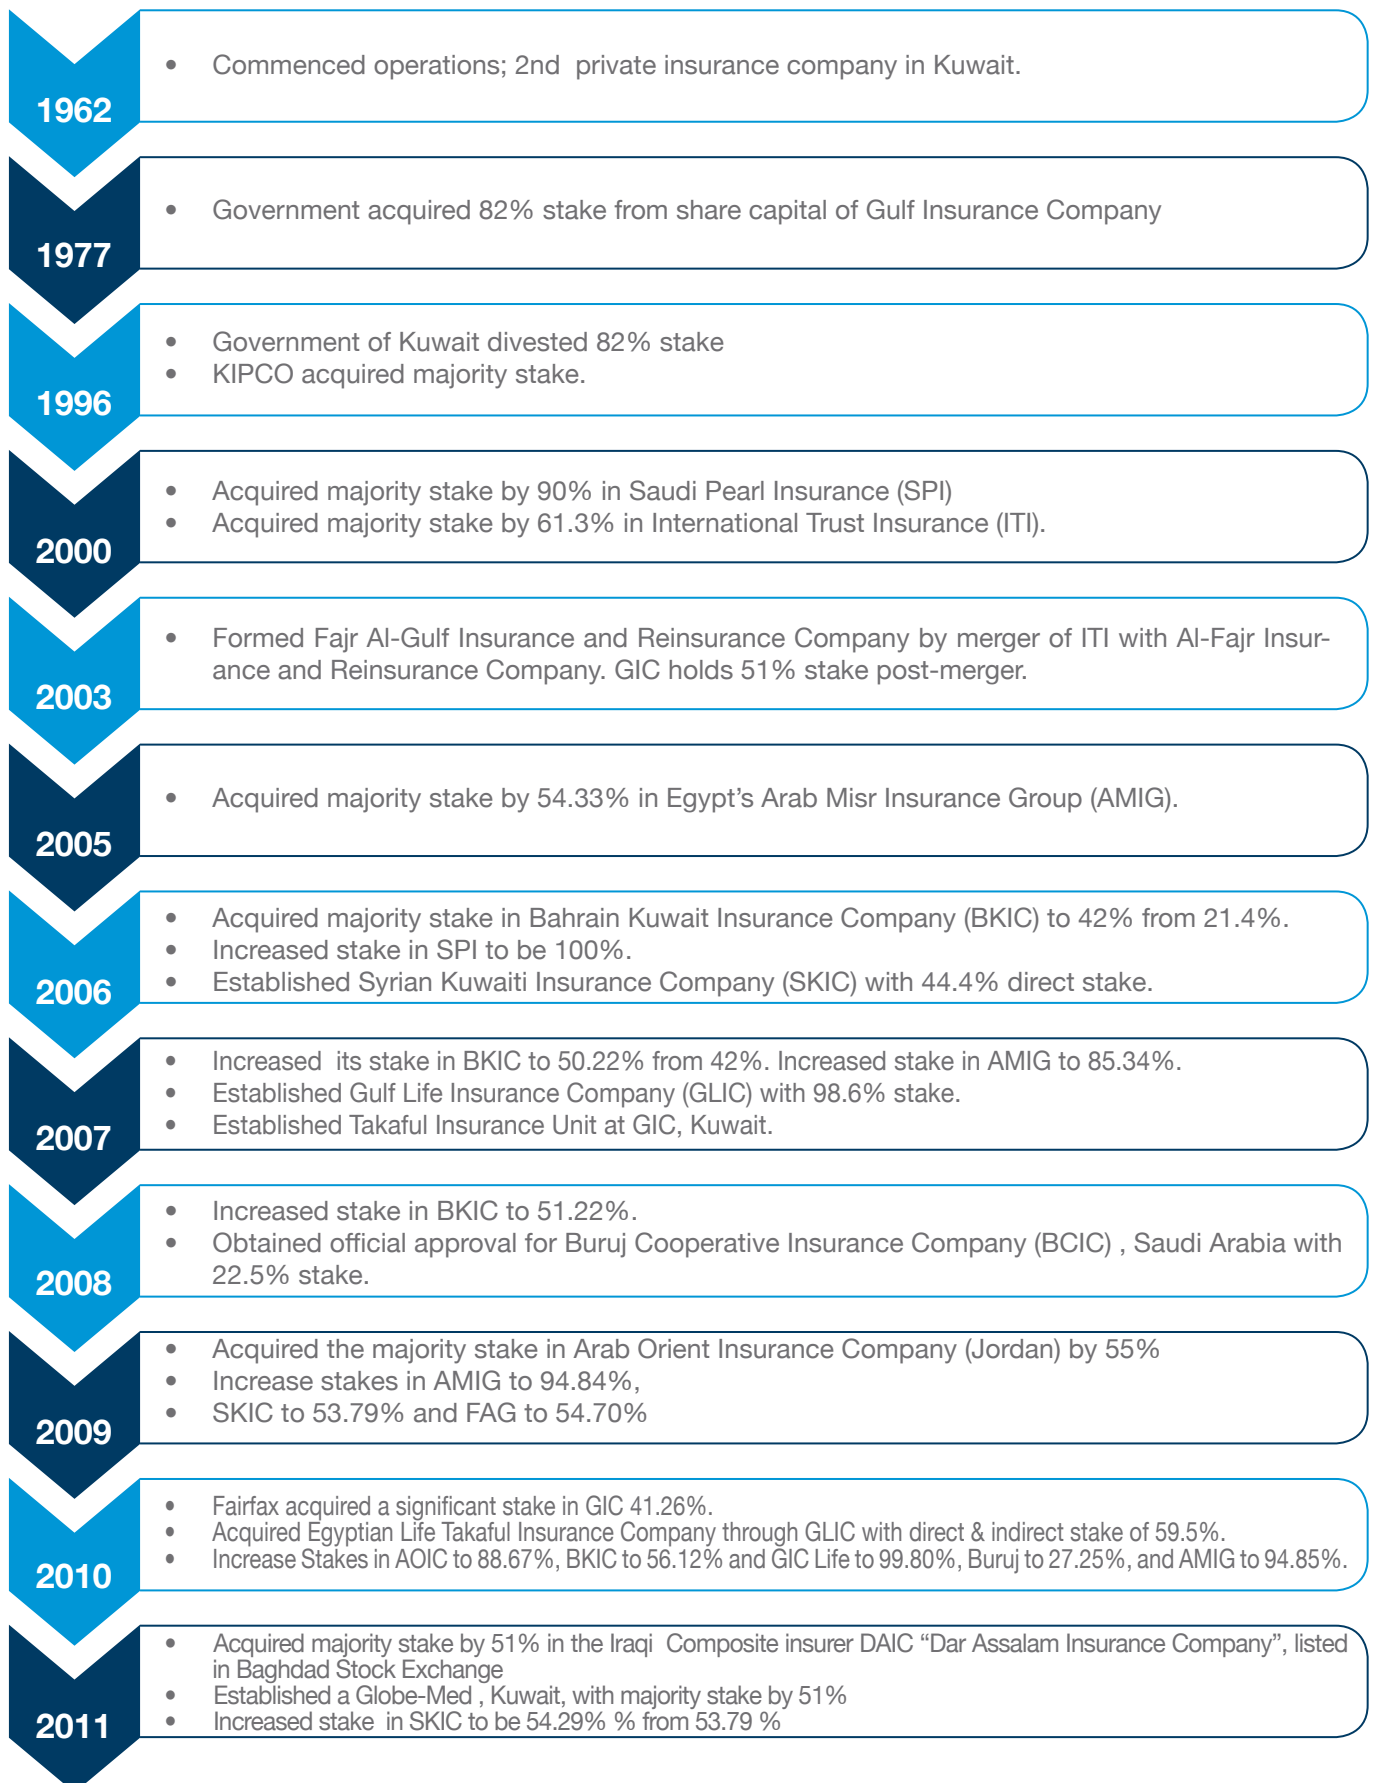 1962
• Commenced operations; 2nd private insurance company in Kuwait.
1977
• Government acquired 82% stake from share capital of Gulf Insurance Company
1996
• Government of Kuwait divested 82% stake
• KIPCO acquired majority stake.
2000
• Acquired majority stake by 90% in Saudi Pearl Insurance (SPI)
• Acquired majority stake by 61.3% in International Trust Insurance (ITI).
2003
• Formed Fajr Al-Gulf Insurance and Reinsurance Company by merger of ITI with Al-Fajr Insur-
ance and Reinsurance Company. GIC holds 51% stake post-merger.
2005
• Acquired majority stake by 54.33% in Egypt’s Arab Misr Insurance Group (AMIG).
2006
• Acquired majority stake in Bahrain Kuwait Insurance Company (BKIC) to 42% from 21.4%.
• Increased stake in SPI to be 100%.
• Established Syrian Kuwaiti Insurance Company (SKIC) with 44.4% direct stake.
2007
• Increased its stake in BKIC to 50.22% from 42%. Increased stake in AMIG to 85.34%.
• Established Gulf Life Insurance Company (GLIC) with 98.6% stake.
• Established Takaful Insurance Unit at GIC, Kuwait.
2008
• Increased stake in BKIC to 51.22%.
• Obtained official approval for Buruj Cooperative Insurance Company (BCIC) , Saudi Arabia with
22.5% stake.
2009
• Acquired the majority stake in Arab Orient Insurance Company (Jordan) by 55%
• Increase stakes in AMIG to 94.84%,
• SKIC to 53.79% and FAG to 54.70%
2010
• Fairfax acquired a significant stake in GIC 41.26%.
• Acquired Egyptian Life Takaful Insurance Company through GLIC with direct & indirect stake of 59.5%.
• Increase Stakes in AOIC to 88.67%, BKIC to 56.12% and GIC Life to 99.80%, Buruj to 27.25%, and AMIG to 94.85%.
2011
• Acquired majority stake by 51% in the Iraqi Composite insurer DAIC “Dar Assalam Insurance Company”, listed
in Baghdad Stock Exchange
• Established a Globe-Med , Kuwait, with majority stake by 51%
• Increased stake in SKIC to be 54.29% % from 53.79 %